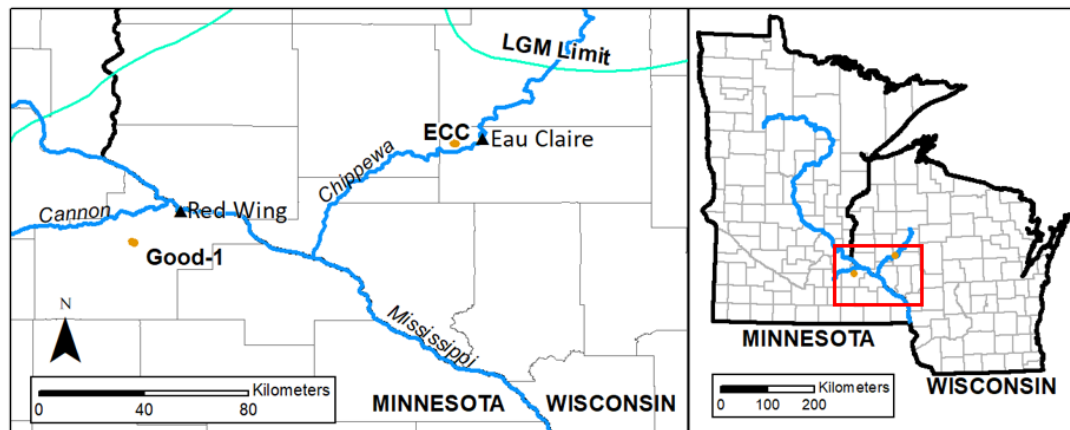 LGM Limit
ECC
Eau Claire
Chippewa
Cannon
Red Wing
Good-1
N
Mississippi
Kilometers
0 40 80
MINNESOTA WISCONSIN
MINNESOTA
Kilometers
0 100 200
WISCONSIN